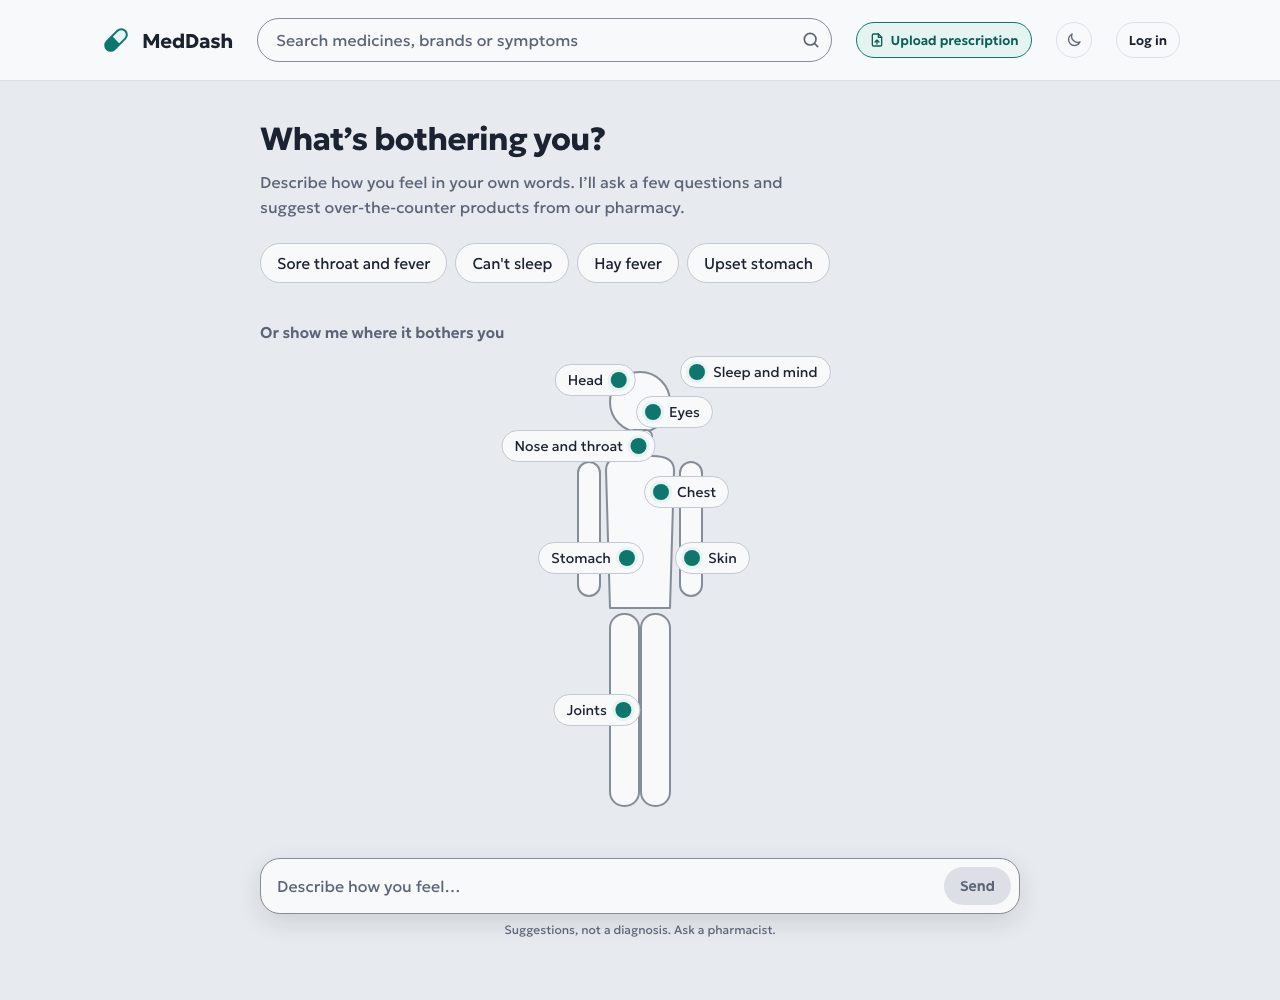 MedDash
Search medicines, brands or symptoms
Upload prescription
Log in
What’s bothering you?
Describe how you feel in your own words. I’ll ask a few questions and
suggest over-the-counter products from our pharmacy.
Sore throat and fever
Can't sleep
Hay fever
Upset stomach
Or show me where it bothers you
Head
Sleep and mind
Eyes
Nose and throat
Chest
Stomach
Skin
Joints
Describe how you feel…
Send
Suggestions, not a diagnosis. Ask a pharmacist.